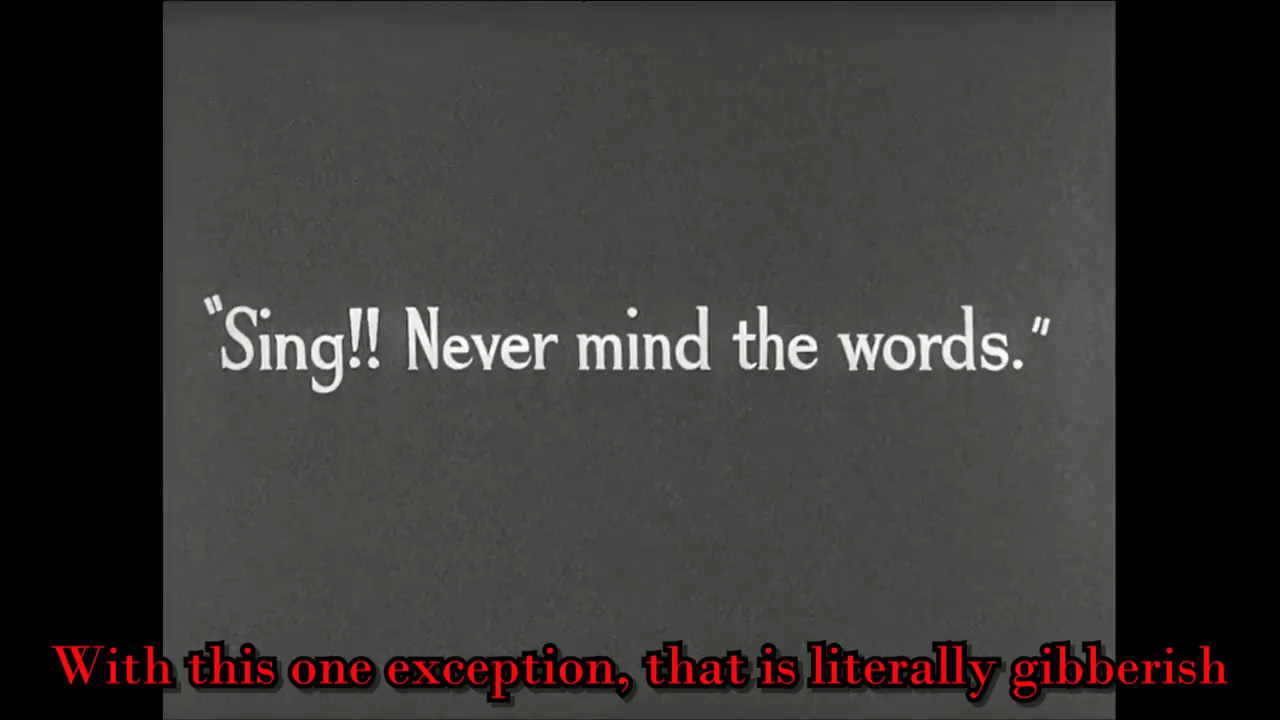 "Sing!! Never mind the words."
With this one exception, that is literally gibberish